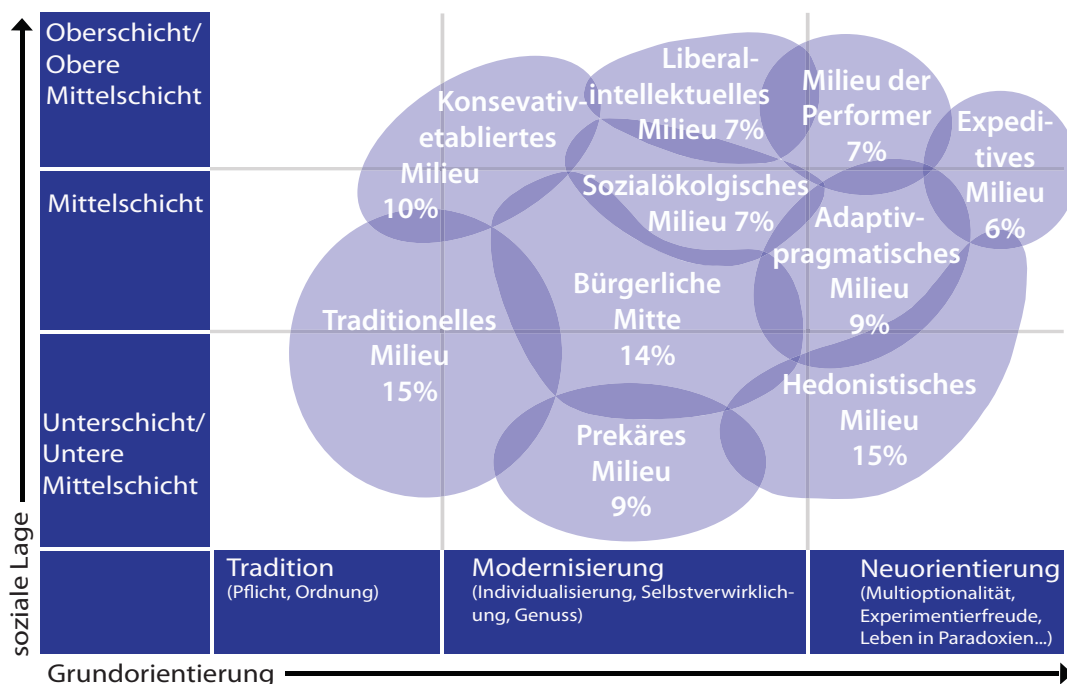 Oberschicht/
Obere
Mittelschicht
Mittelschicht
Unterschicht/
Untere
Mittelschicht
soziale Lage
Konsevativ-
etabliertes
Milieu
10%
Liberal-
intellektuelles
Milieu 7%
Milieu der
Performer
7%
Expedi-
tives
Milieu
6%
Sozialökolgisches
Milieu 7%
Adaptiv-
pragmatisches
Milieu
9%
Traditionelles
Milieu
15%
Bürgerliche
Mitte
14%
Hedonistisches
Milieu
15%
Prekäres
Milieu
9%
Tradition
(Pflicht, Ordnung)
Modernisierung
(Individualisierung, Selbstverwirklich-
ung, Genuss)
Neuorientierung
(Multioptionalität,
Experimentierfreude,
Leben in Paradoxien...)
Grundorientierung